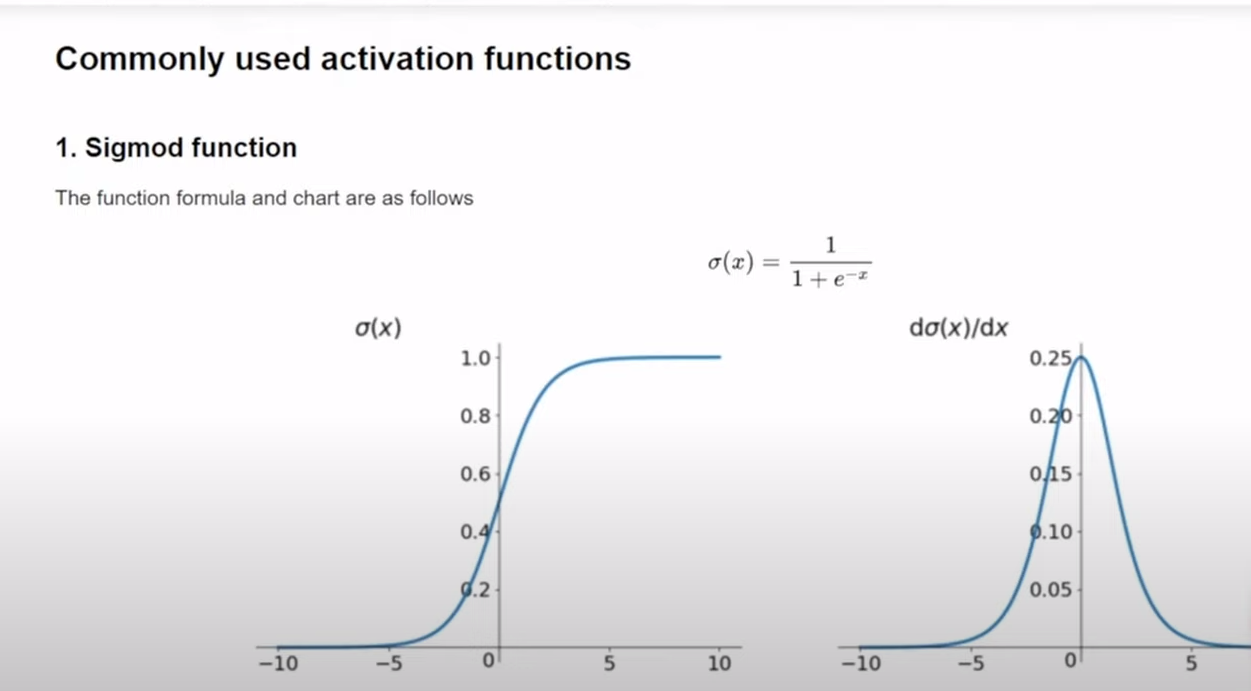 Commonly used activation functions
1. Sigmod function
The function formula and chart are as follows
σ(x) = 1 / (1 + e^{-x})
σ(x)
1.0
0.8
0.6
0.4
0.2
−10 −5 0 5 10
dσ(x)/dx
0.25
0.20
0.15
0.10
0.05
−10 −5 0 5